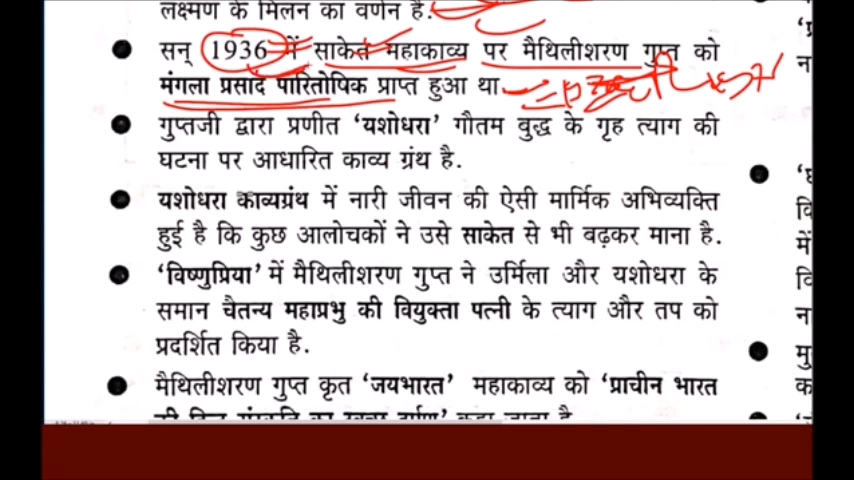 लक्ष्मण के मिलन का वर्णन है.
सन् 1936 में साकेत महाकाव्य पर मैथिलीशरण गुप्त को
मंगला प्रसाद पारितोषिक प्राप्त हुआ था
गुप्तजी द्वारा प्रणीत 'यशोधरा' गौतम बुद्ध के गृह त्याग की
घटना पर आधारित काव्य ग्रंथ है.
यशोधरा काव्यग्रंथ में नारी जीवन की ऐसी मार्मिक अभिव्यक्ति
हुई है कि कुछ आलोचकों ने उसे साकेत से भी बढ़कर माना है.
'विष्णुप्रिया' में मैथिलीशरण गुप्त ने उर्मिला और यशोधरा के
समान चैतन्य महाप्रभु की वियुक्ता पत्नी के त्याग और तप को
प्रदर्शित किया है.
मैथिलीशरण गुप्त कृत 'जयभारत' महाकाव्य को 'प्राचीन भारत